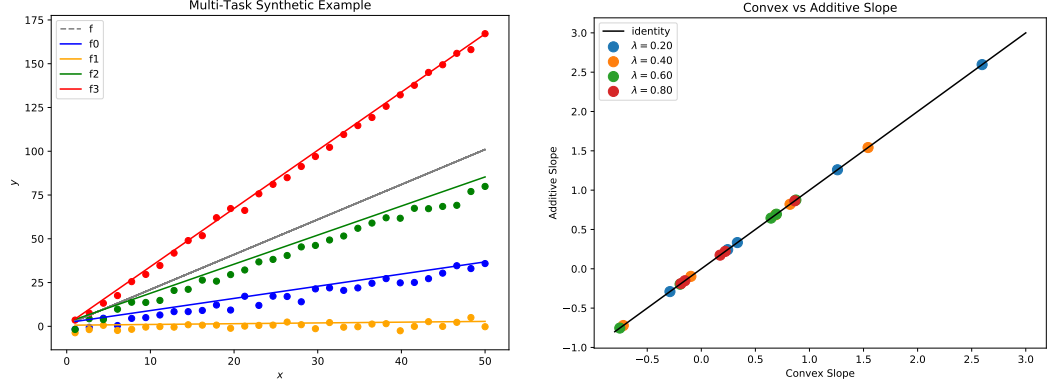 Multi-Task Synthetic Example
175
150
125
100
75
50
25
0
y
f
f0
f1
f2
f3
0 10 20 30 40 50
x
Convex vs Additive Slope
3.0
2.5
2.0
1.5
1.0
0.5
0.0
−0.5
−1.0
Additive Slope
identity
λ = 0.20
λ = 0.40
λ = 0.60
λ = 0.80
−0.5 0.0 0.5 1.0 1.5 2.0 2.5 3.0
Convex Slope